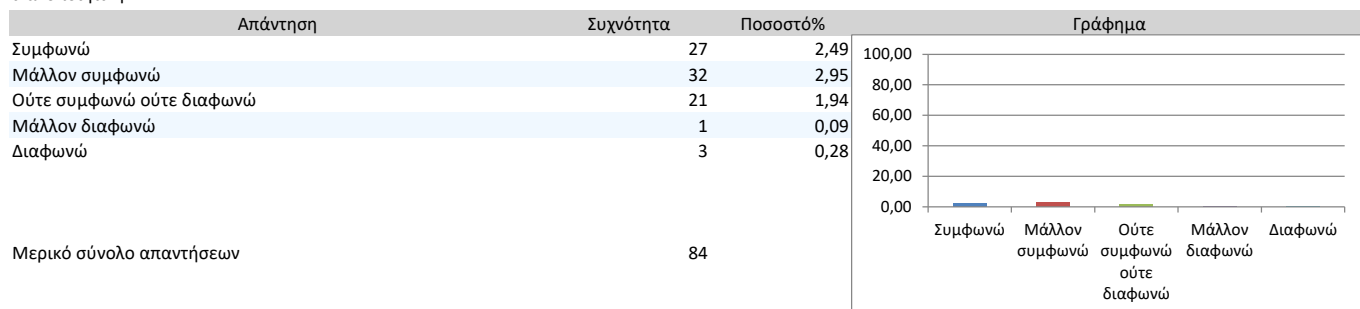 Απάντηση Συχνότητα Ποσοστό% Γράφημα
Συμφωνώ 27 2,49
Μάλλον συμφωνώ 32 2,95
Ούτε συμφωνώ ούτε διαφωνώ 21 1,94
Μάλλον διαφωνώ 1 0,09
Διαφωνώ 3 0,28
Μερικό σύνολο απαντήσεων 84
100,00
80,00
60,00
40,00
20,00
0,00
Συμφωνώ Μάλλον Ούτε Μάλλον Διαφωνώ
συμφωνώ συμφωνώ διαφωνώ
ούτε
διαφωνώ